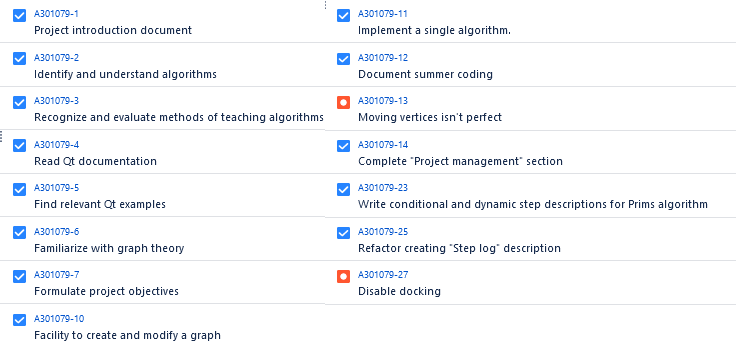 A301079-1
Project introduction document
A301079-2
Identify and understand algorithms
A301079-3
Recognize and evaluate methods of teaching algorithms
A301079-4
Read Qt documentation
A301079-5
Find relevant Qt examples
A301079-6
Familiarize with graph theory
A301079-7
Formulate project objectives
A301079-10
Facility to create and modify a graph
A301079-11
Implement a single algorithm.
A301079-12
Document summer coding
A301079-13
Moving vertices isn't perfect
A301079-14
Complete "Project management" section
A301079-23
Write conditional and dynamic step descriptions for Prims algorithm
A301079-25
Refactor creating "Step log" description
A301079-27
Disable docking